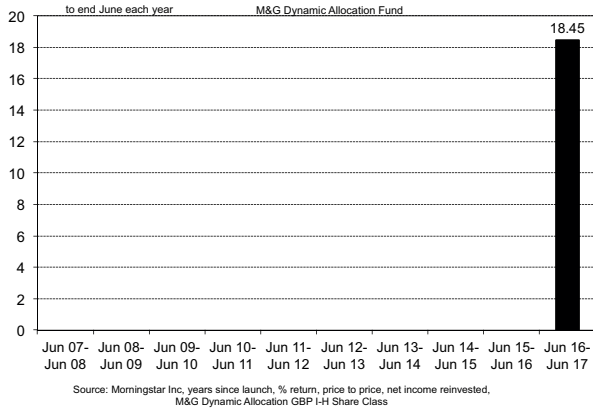 to end June each year
M&G Dynamic Allocation Fund
20
18
16
14
12
10
8
6
4
2
0
18.45
Jun 07-
Jun 08
Jun 08-
Jun 09
Jun 09-
Jun 10
Jun 10-
Jun 11
Jun 11-
Jun 12
Jun 12-
Jun 13
Jun 13-
Jun 14
Jun 14-
Jun 15
Jun 15-
Jun 16
Jun 16-
Jun 17
Source: Morningstar Inc, years since launch, % return, price to price, net income reinvested,
M&G Dynamic Allocation GBP I-H Share Class